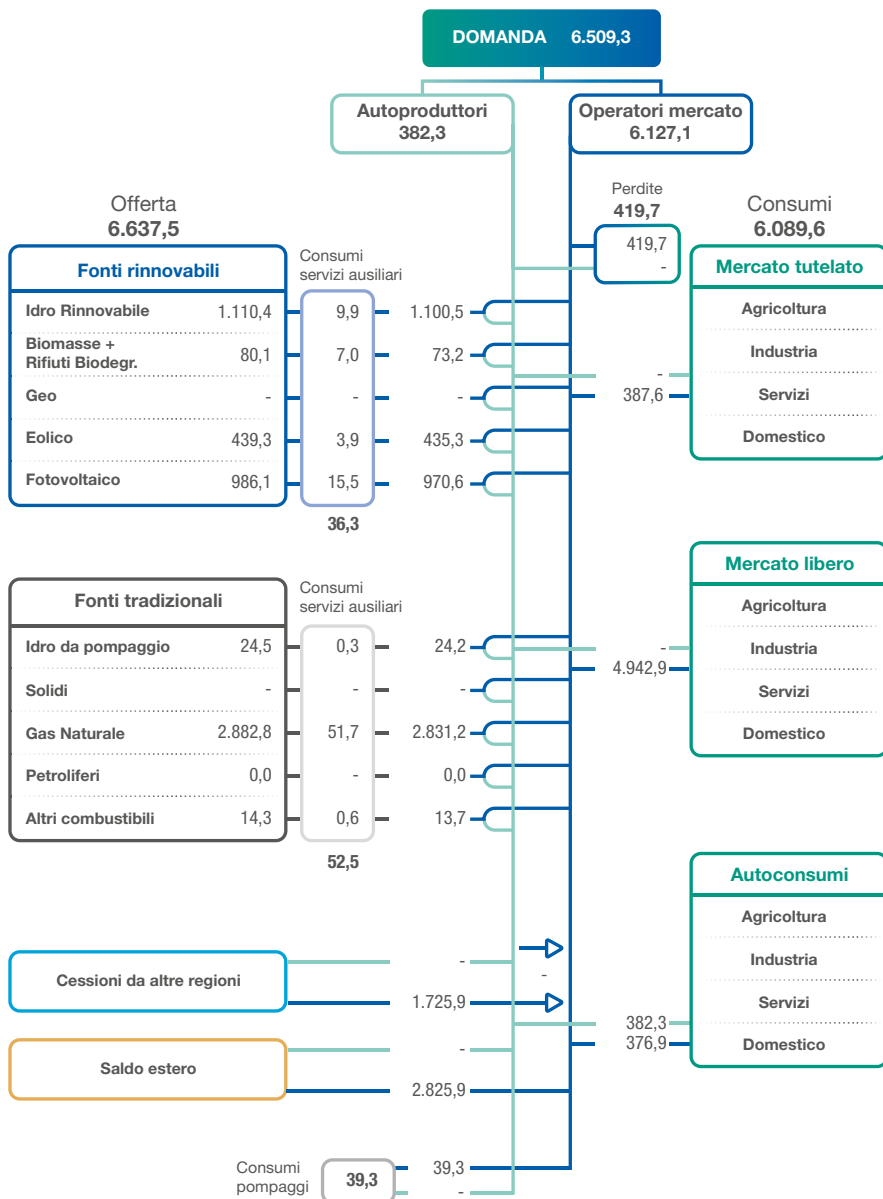 DOMANDA 6.509,3
Autoproduttori
382,3
Operatori mercato
6.127,1
Offerta
6.637,5
Perdite
419,7
419,7
-
Consumi
6.089,6
Fonti rinnovabili
Consumi
servizi ausiliari
Idro Rinnovabile 1.110,4 9,9 1.100,5
Biomasse +
Rifiuti Biodegr. 80,1 7,0 73,2
Geo - - -
Eolico 439,3 3,9 435,3
Fotovoltaico 986,1 15,5 970,6
36,3
Mercato tutelato
Agricoltura
Industria
-
387,6 Servizi
Domestico
Fonti tradizionali
Consumi
servizi ausiliari
Idro da pompaggio 24,5 0,3 24,2
Solidi - - -
Gas Naturale 2.882,8 51,7 2.831,2
Petroliferi 0,0 - 0,0
Altri combustibili 14,3 0,6 13,7
52,5
Mercato libero
Agricoltura
- Industria
4.942,9
Servizi
Domestico
Autoconsumi
Agricoltura
Industria
Servizi
382,3
376,9 Domestico
Cessioni da altre regioni
-
-
1.725,9
Saldo estero
-
2.825,9
Consumi
pompaggi
39,3
39,3
-